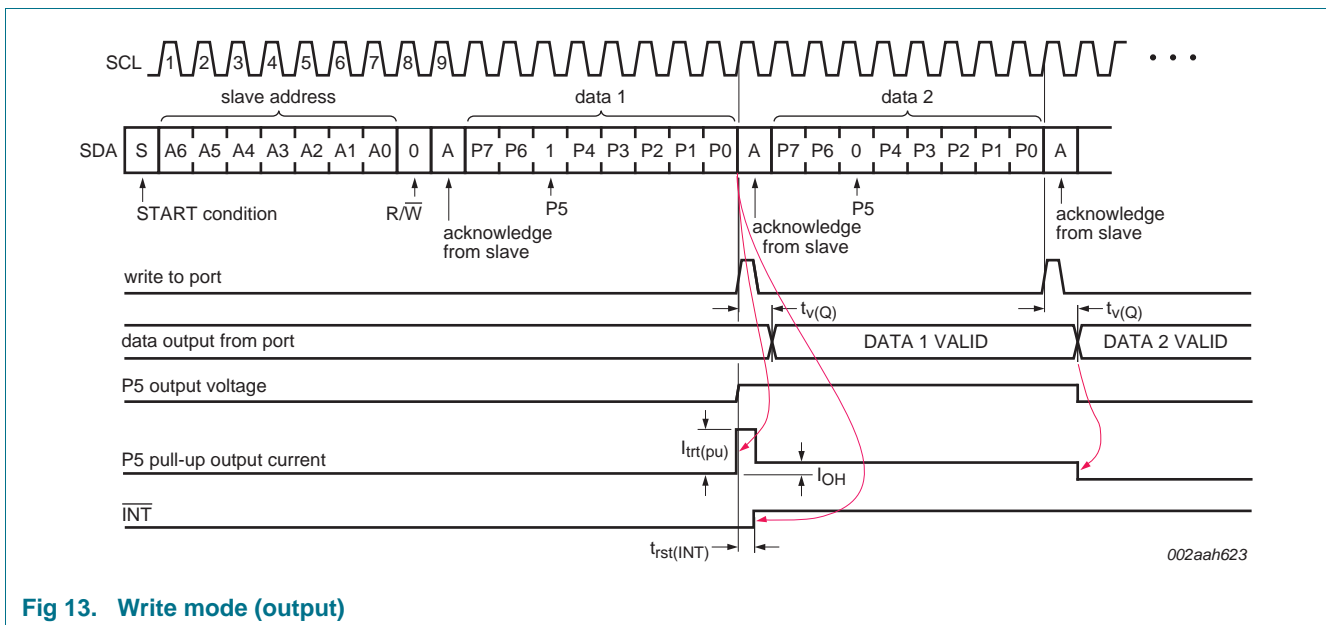 SCL 1 2 3 4 5 6 7 8 9
slave address data 1 data 2
SDA S A6 A5 A4 A3 A2 A1 A0 0 A P7 P6 1 P4 P3 P2 P1 P0 A P7 P6 0 P4 P3 P2 P1 P0 A
START condition R/W̅ acknowledge from slave P5 acknowledge from slave P5 acknowledge from slave
write to port
tv(Q) tv(Q)
data output from port DATA 1 VALID DATA 2 VALID
P5 output voltage
Itrt(pu)
P5 pull-up output current
IOH
I̅N̅T̅
trst(INT)
002aah623
Fig 13. Write mode (output)